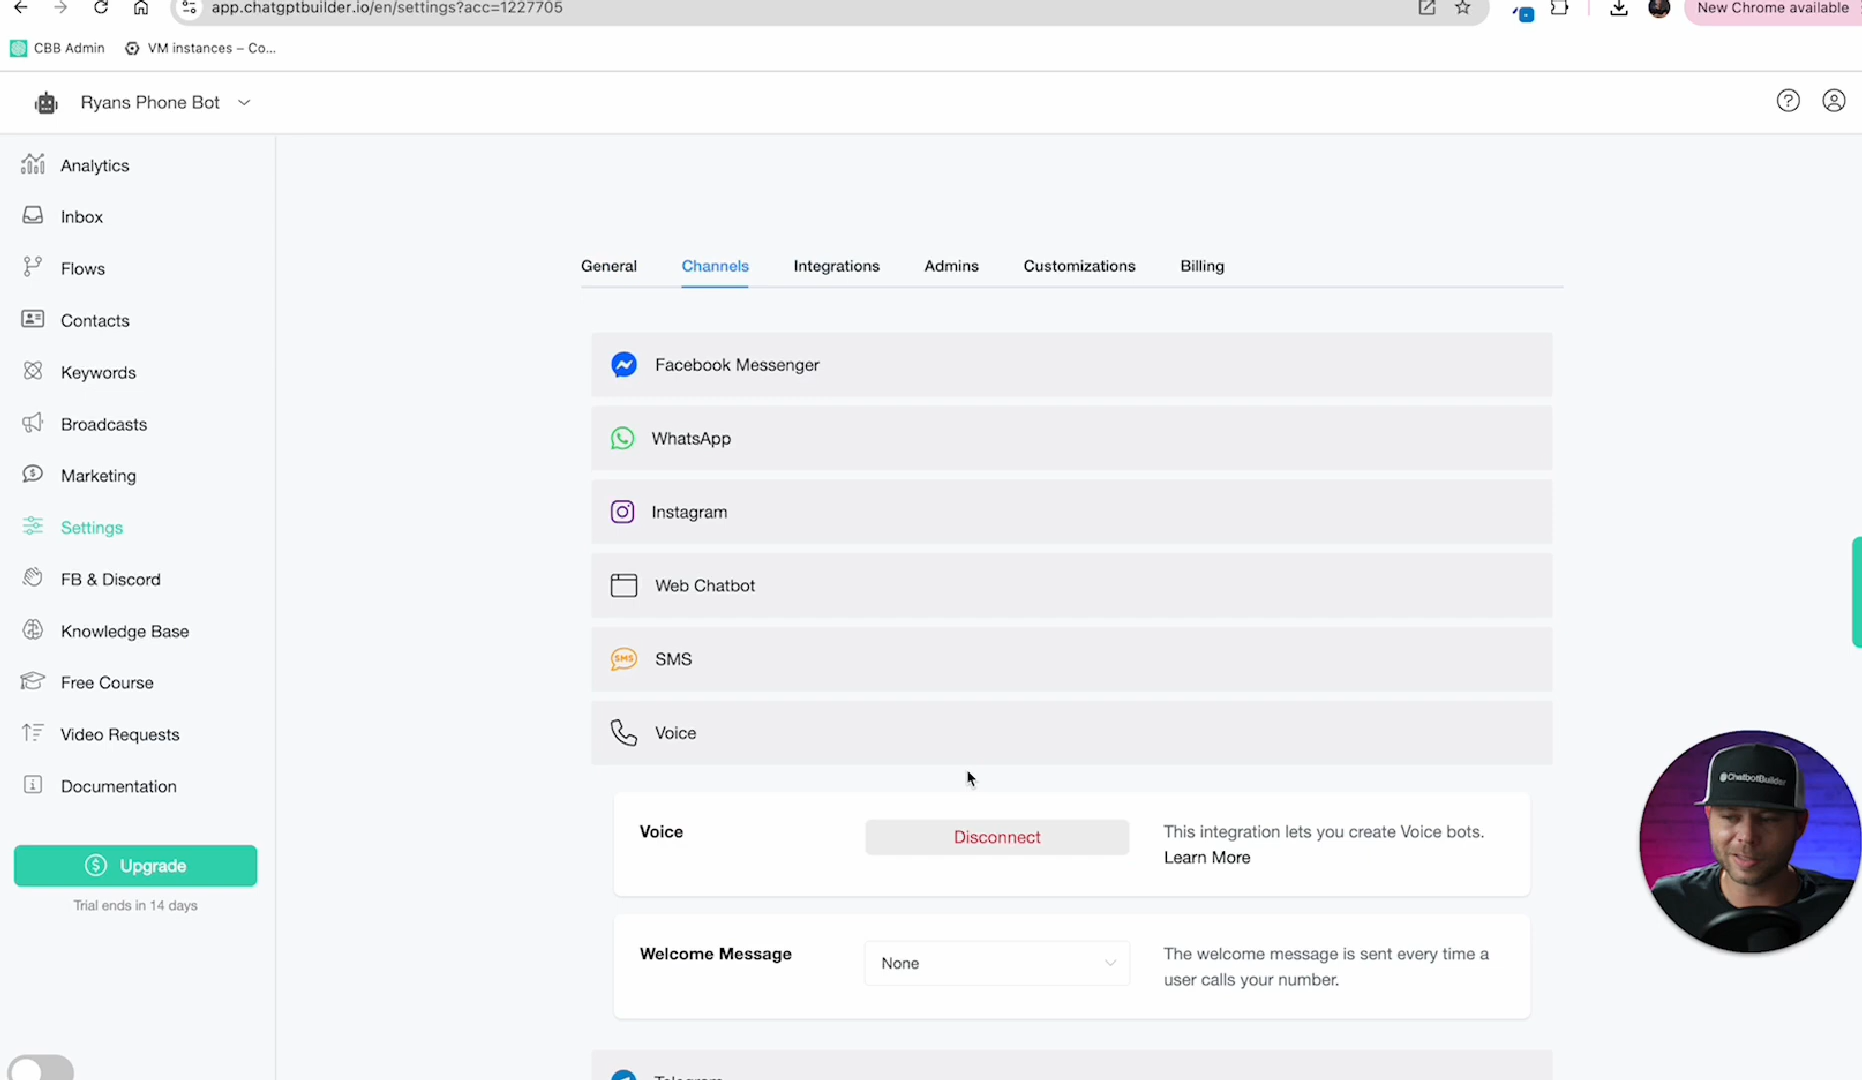 app.chatgptbuilder.io/en/settings?acc=1227705
New Chrome available
CBB Admin
VM instances – Co...
Ryans Phone Bot
Analytics
Inbox
Flows
Contacts
Keywords
Broadcasts
Marketing
Settings
FB & Discord
Knowledge Base
Free Course
Video Requests
Documentation
Upgrade
Trial ends in 14 days
General
Channels
Integrations
Admins
Customizations
Billing
Facebook Messenger
WhatsApp
Instagram
Web Chatbot
SMS
SMS
Voice
Voice
Disconnect
This integration lets you create Voice bots.
Learn More
Welcome Message
None
The welcome message is sent every time a
user calls your number.
Telegram
@ChatbotBuilder